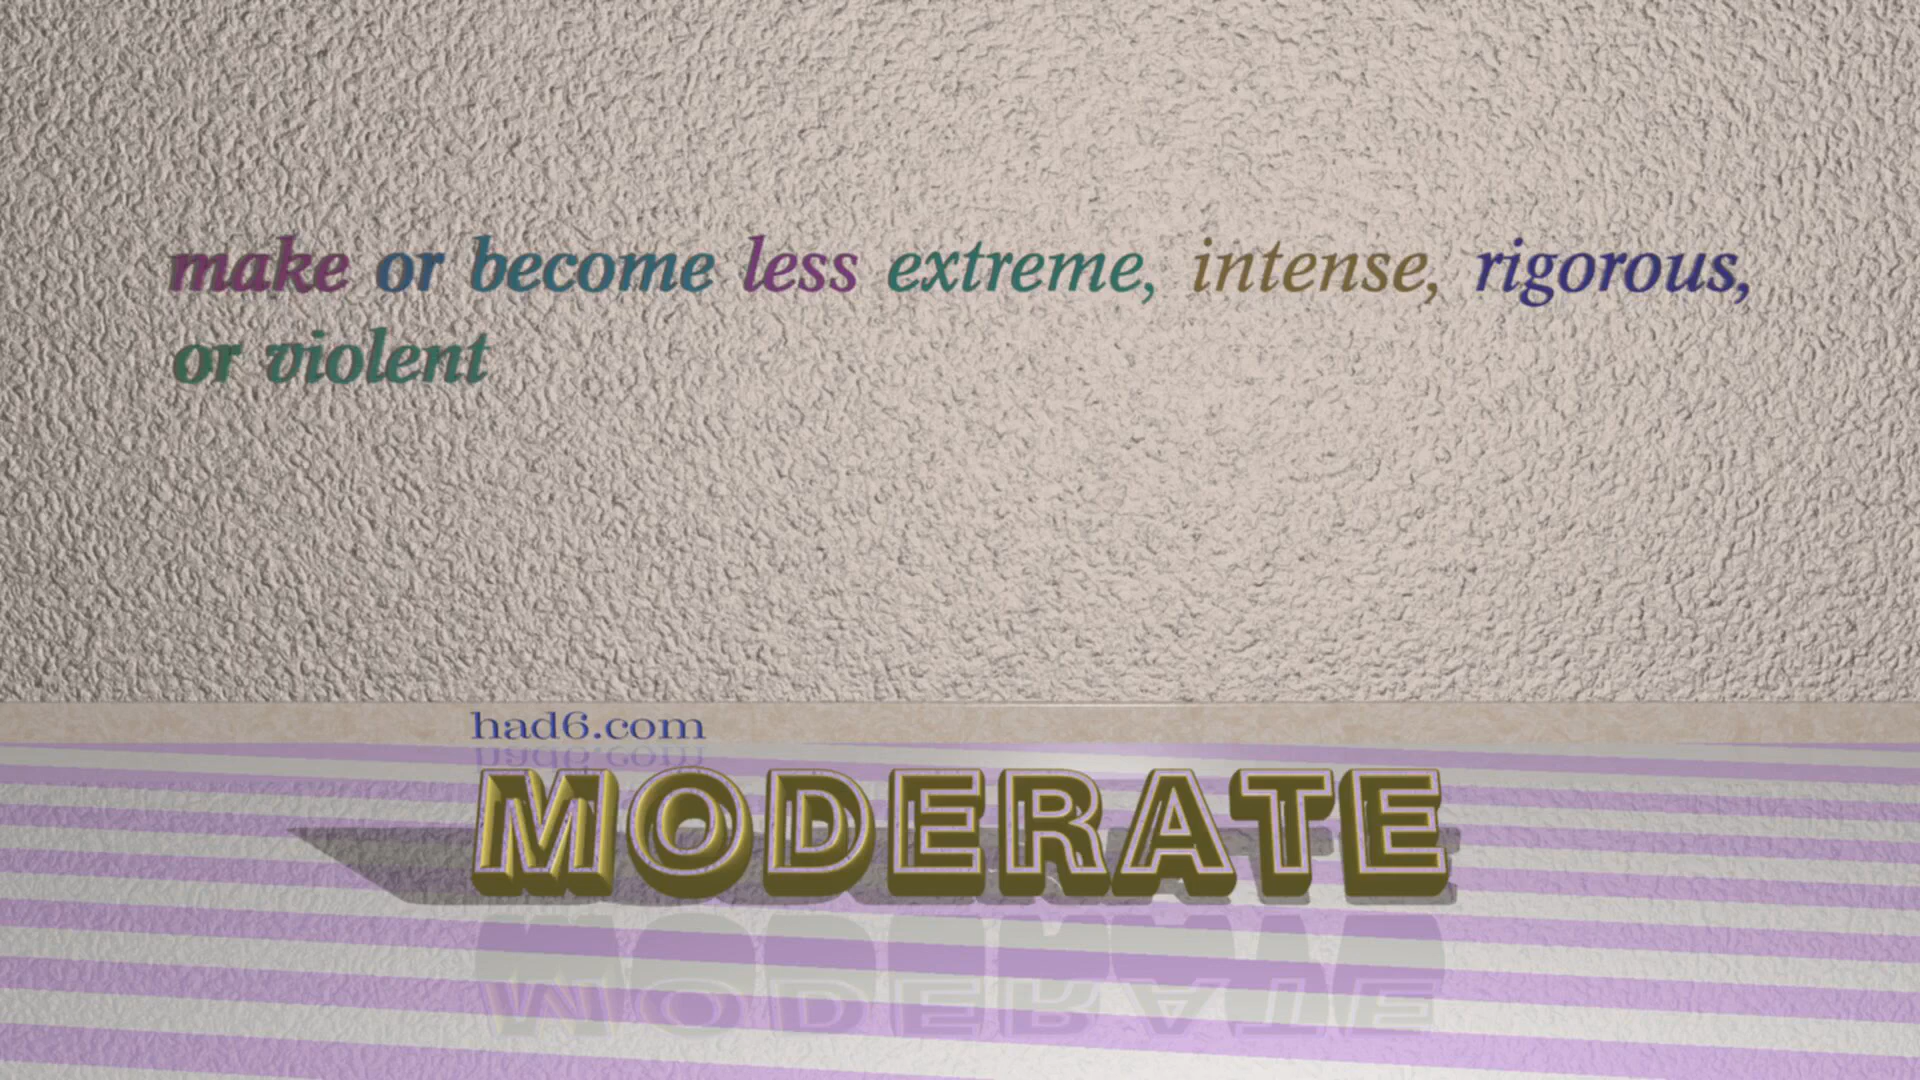 make or become less extreme, intense, rigorous,
or violent
had6.com
MODERATE